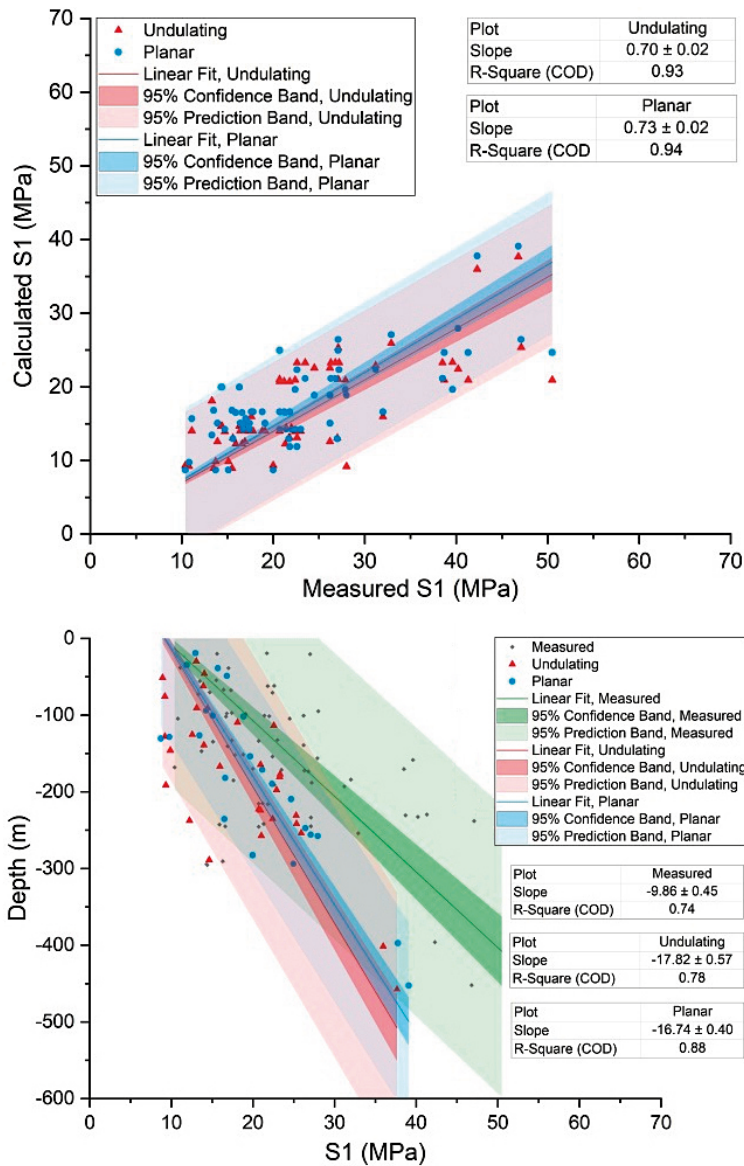 70
60
50
40
30
20
10
0
Calculated S1 (MPa)
Undulating
Planar
Linear Fit, Undulating
95% Confidence Band, Undulating
95% Prediction Band, Undulating
Linear Fit, Planar
95% Confidence Band, Planar
95% Prediction Band, Planar
Plot Undulating
Slope 0.70 ± 0.02
R-Square (COD) 0.93
Plot Planar
Slope 0.73 ± 0.02
R-Square (COD 0.94
0 10 20 30 40 50 60 70
Measured S1 (MPa)
0
-100
-200
-300
-400
-500
-600
Depth (m)
Measured
Undulating
Planar
Linear Fit, Measured
95% Confidence Band, Measured
95% Prediction Band, Measured
Linear Fit, Undulating
95% Confidence Band, Undulating
95% Prediction Band, Undulating
Linear Fit, Planar
95% Confidence Band, Planar
95% Prediction Band, Planar
Plot Measured
Slope -9.86 ± 0.45
R-Square (COD) 0.74
Plot Undulating
Slope -17.82 ± 0.57
R-Square (COD) 0.78
Plot Planar
Slope -16.74 ± 0.40
R-Square (COD) 0.88
0 10 20 30 40 50 60 70
S1 (MPa)